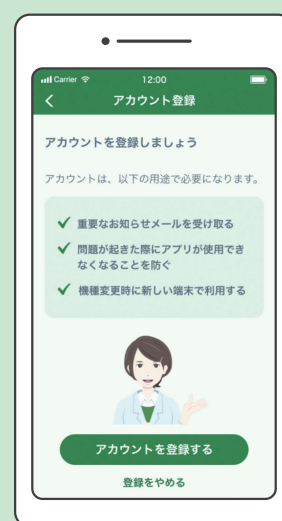 Carrier 12:00
アカウント登録
アカウントを登録しましょう
アカウントは、以下の用途で必要になります。
重要なお知らせメールを受け取る
問題が起きた際にアプリが使用でき
なくなることを防ぐ
機種変更時に新しい端末で利用する
アカウントを登録する
登録をやめる